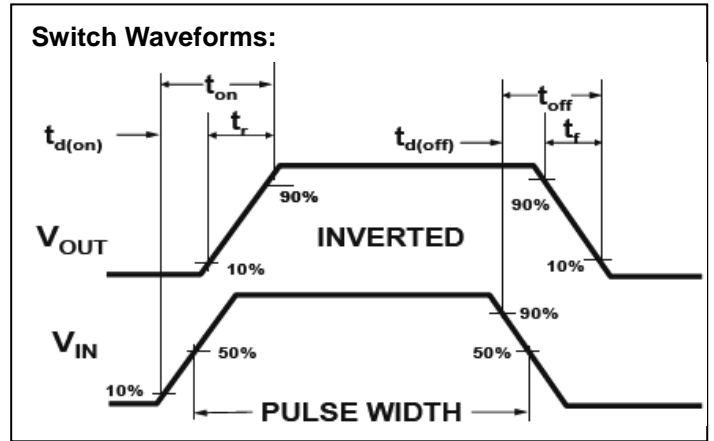 Switch Waveforms:
ton
toff
tr
tf
td(on)
td(off)
90%
90%
VOUT
INVERTED
10%
10%
90%
VIN
50%
50%
10%
PULSE WIDTH